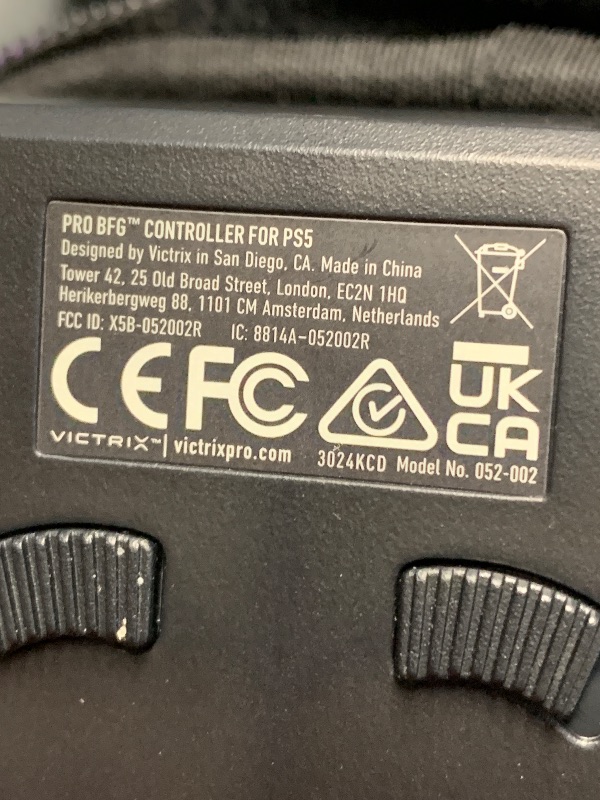 PRO BFG™ CONTROLLER FOR PS5
Designed by Victrix in San Diego, CA. Made in China
Tower 42, 25 Old Broad Street, London, EC2N 1HQ
Herikerbergweg 88, 1101 CM Amsterdam, Netherlands
FCC ID: X5B-052002R IC: 8814A-052002R
CE FC UK CA
VICTRIX™ | victrixpro.com 3024KCD Model No. 052-002